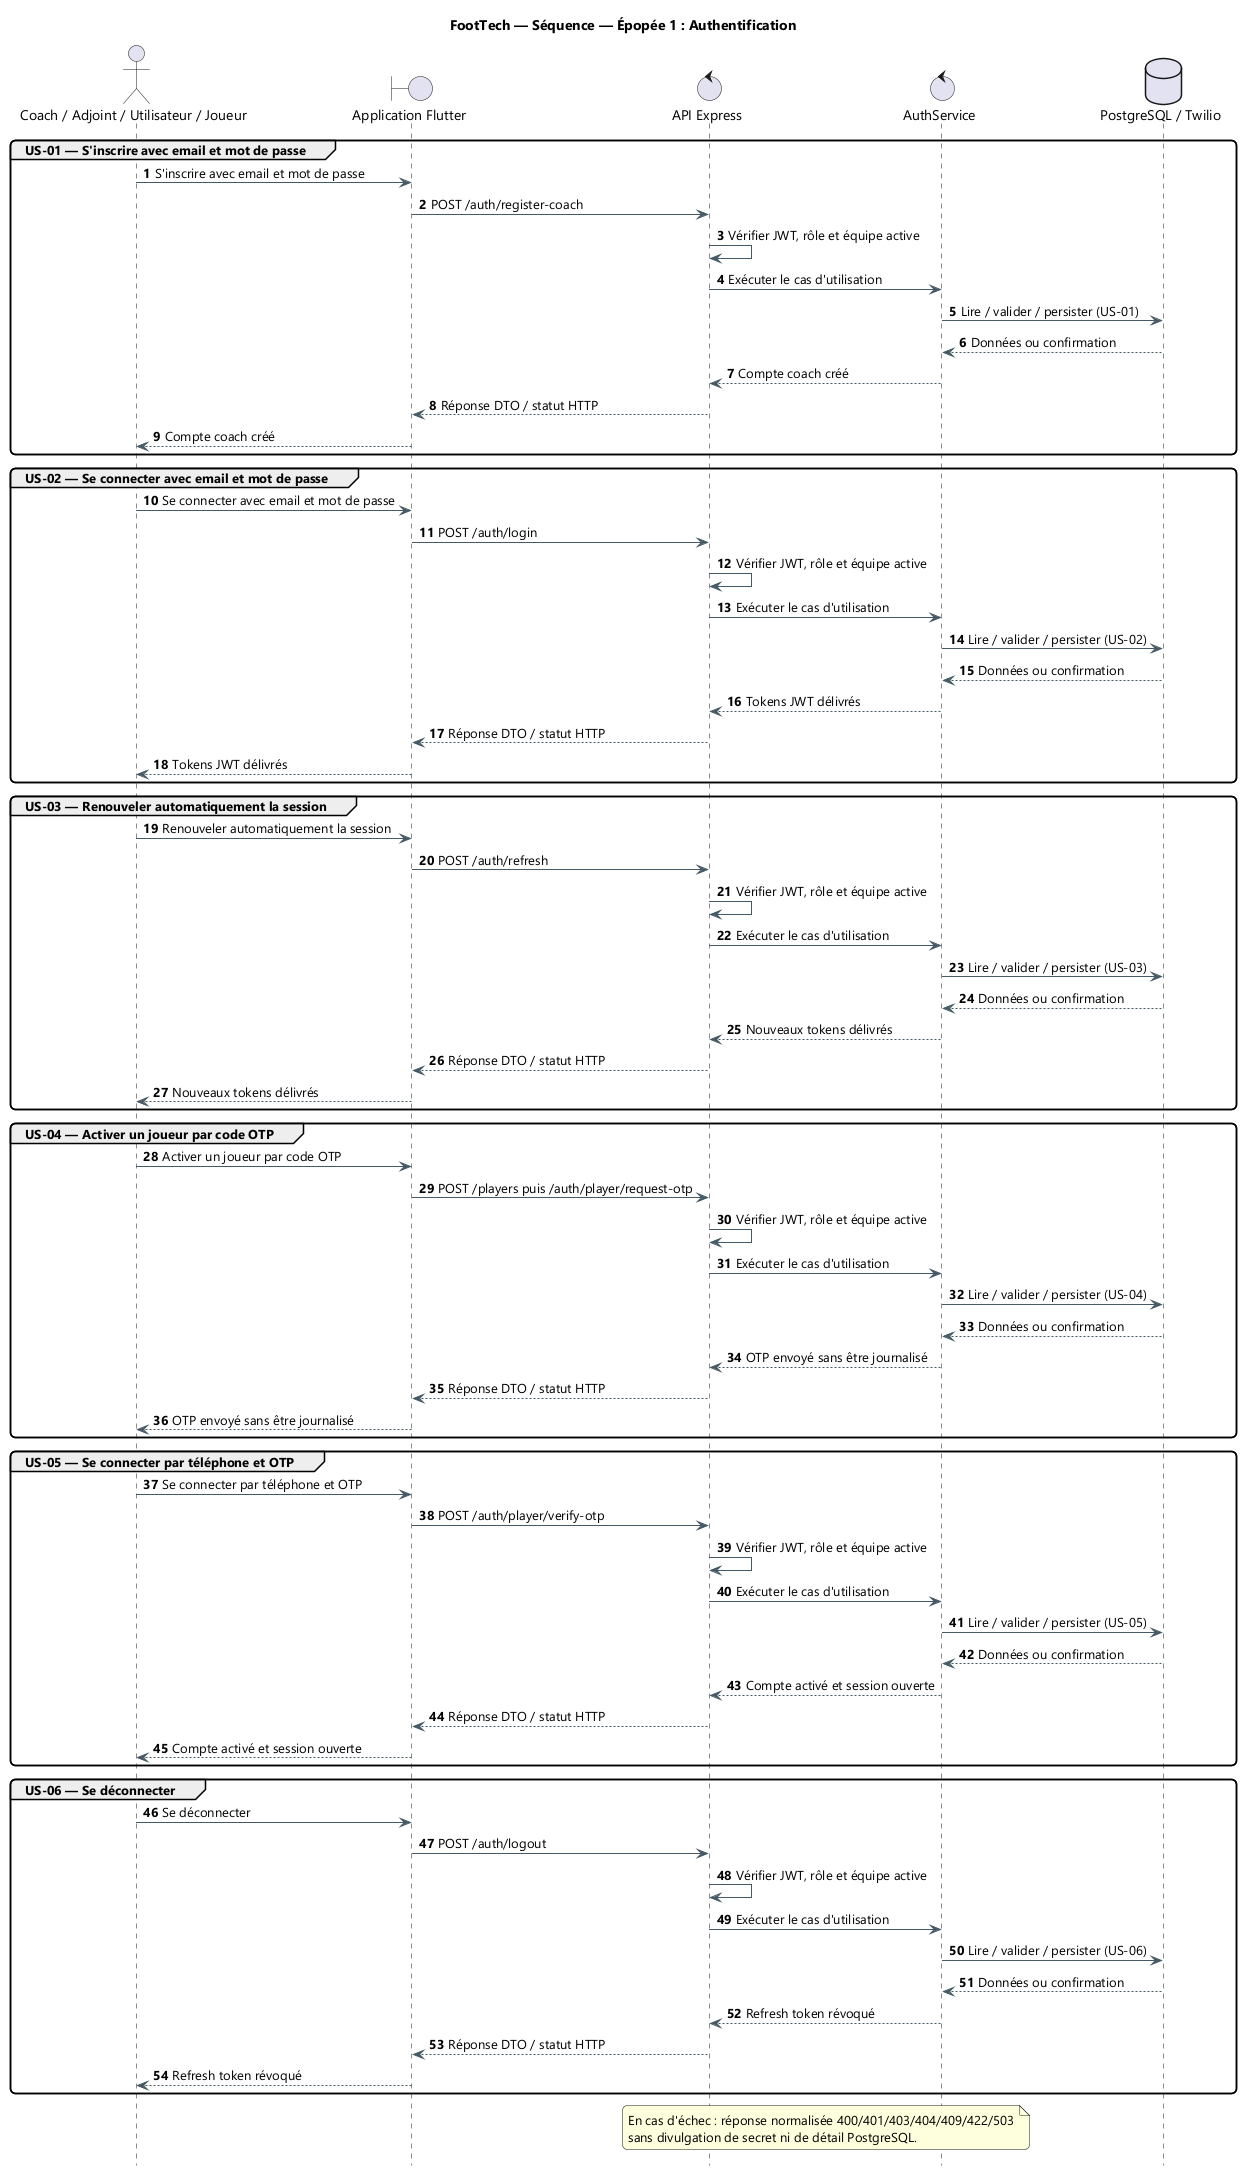 FootTech — Séquence — Épopée 1 : Authentification
Coach / Adjoint / Utilisateur / Joueur
Application Flutter
API Express
AuthService
PostgreSQL / Twilio
US-01 — S'inscrire avec email et mot de passe
1 S'inscrire avec email et mot de passe
2 POST /auth/register-coach
3 Vérifier JWT, rôle et équipe active
4 Exécuter le cas d'utilisation
5 Lire / valider / persister (US-01)
6 Données ou confirmation
7 Compte coach créé
8 Réponse DTO / statut HTTP
9 Compte coach créé
US-02 — Se connecter avec email et mot de passe
10 Se connecter avec email et mot de passe
11 POST /auth/login
12 Vérifier JWT, rôle et équipe active
13 Exécuter le cas d'utilisation
14 Lire / valider / persister (US-02)
15 Données ou confirmation
16 Tokens JWT délivrés
17 Réponse DTO / statut HTTP
18 Tokens JWT délivrés
US-03 — Renouveler automatiquement la session
19 Renouveler automatiquement la session
20 POST /auth/refresh
21 Vérifier JWT, rôle et équipe active
22 Exécuter le cas d'utilisation
23 Lire / valider / persister (US-03)
24 Données ou confirmation
25 Nouveaux tokens délivrés
26 Réponse DTO / statut HTTP
27 Nouveaux tokens délivrés
US-04 — Activer un joueur par code OTP
28 Activer un joueur par code OTP
29 POST /players puis /auth/player/request-otp
30 Vérifier JWT, rôle et équipe active
31 Exécuter le cas d'utilisation
32 Lire / valider / persister (US-04)
33 Données ou confirmation
34 OTP envoyé sans être journalisé
35 Réponse DTO / statut HTTP
36 OTP envoyé sans être journalisé
US-05 — Se connecter par téléphone et OTP
37 Se connecter par téléphone et OTP
38 POST /auth/player/verify-otp
39 Vérifier JWT, rôle et équipe active
40 Exécuter le cas d'utilisation
41 Lire / valider / persister (US-05)
42 Données ou confirmation
43 Compte activé et session ouverte
44 Réponse DTO / statut HTTP
45 Compte activé et session ouverte
US-06 — Se déconnecter
46 Se déconnecter
47 POST /auth/logout
48 Vérifier JWT, rôle et équipe active
49 Exécuter le cas d'utilisation
50 Lire / valider / persister (US-06)
51 Données ou confirmation
52 Refresh token révoqué
53 Réponse DTO / statut HTTP
54 Refresh token révoqué
En cas d'échec : réponse normalisée 400/401/403/404/409/422/503
sans divulgation de secret ni de détail PostgreSQL.